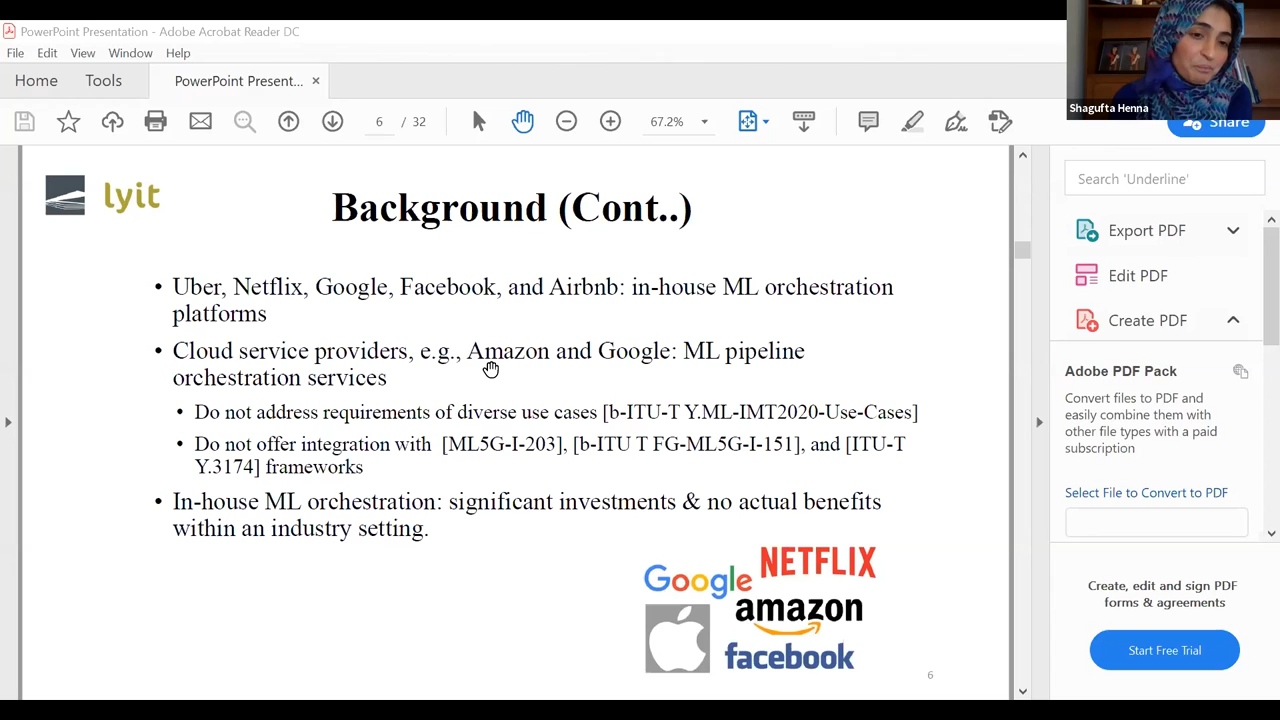 PowerPoint Presentation - Adobe Acrobat Reader DC
File Edit View Window Help
Home Tools PowerPoint Present... ×
6 / 32 67.2%
Shagufta Henna
Share
lyit
Background (Cont..)
• Uber, Netflix, Google, Facebook, and Airbnb: in-house ML orchestration
platforms
• Cloud service providers, e.g., Amazon and Google: ML pipeline
orchestration services
• Do not address requirements of diverse use cases [b-ITU-T Y.ML-IMT2020-Use-Cases]
• Do not offer integration with [ML5G-I-203], [b-ITU T FG-ML5G-I-151], and [ITU-T
Y.3174] frameworks
• In-house ML orchestration: significant investments & no actual benefits
within an industry setting.
Google
NETFLIX
amazon
facebook
6
Search 'Underline'
Export PDF
Edit PDF
Create PDF
Adobe PDF Pack
Convert files to PDF and
easily combine them with
other file types with a paid
subscription
Select File to Convert to PDF
Create, edit and sign PDF
forms & agreements
Start Free Trial